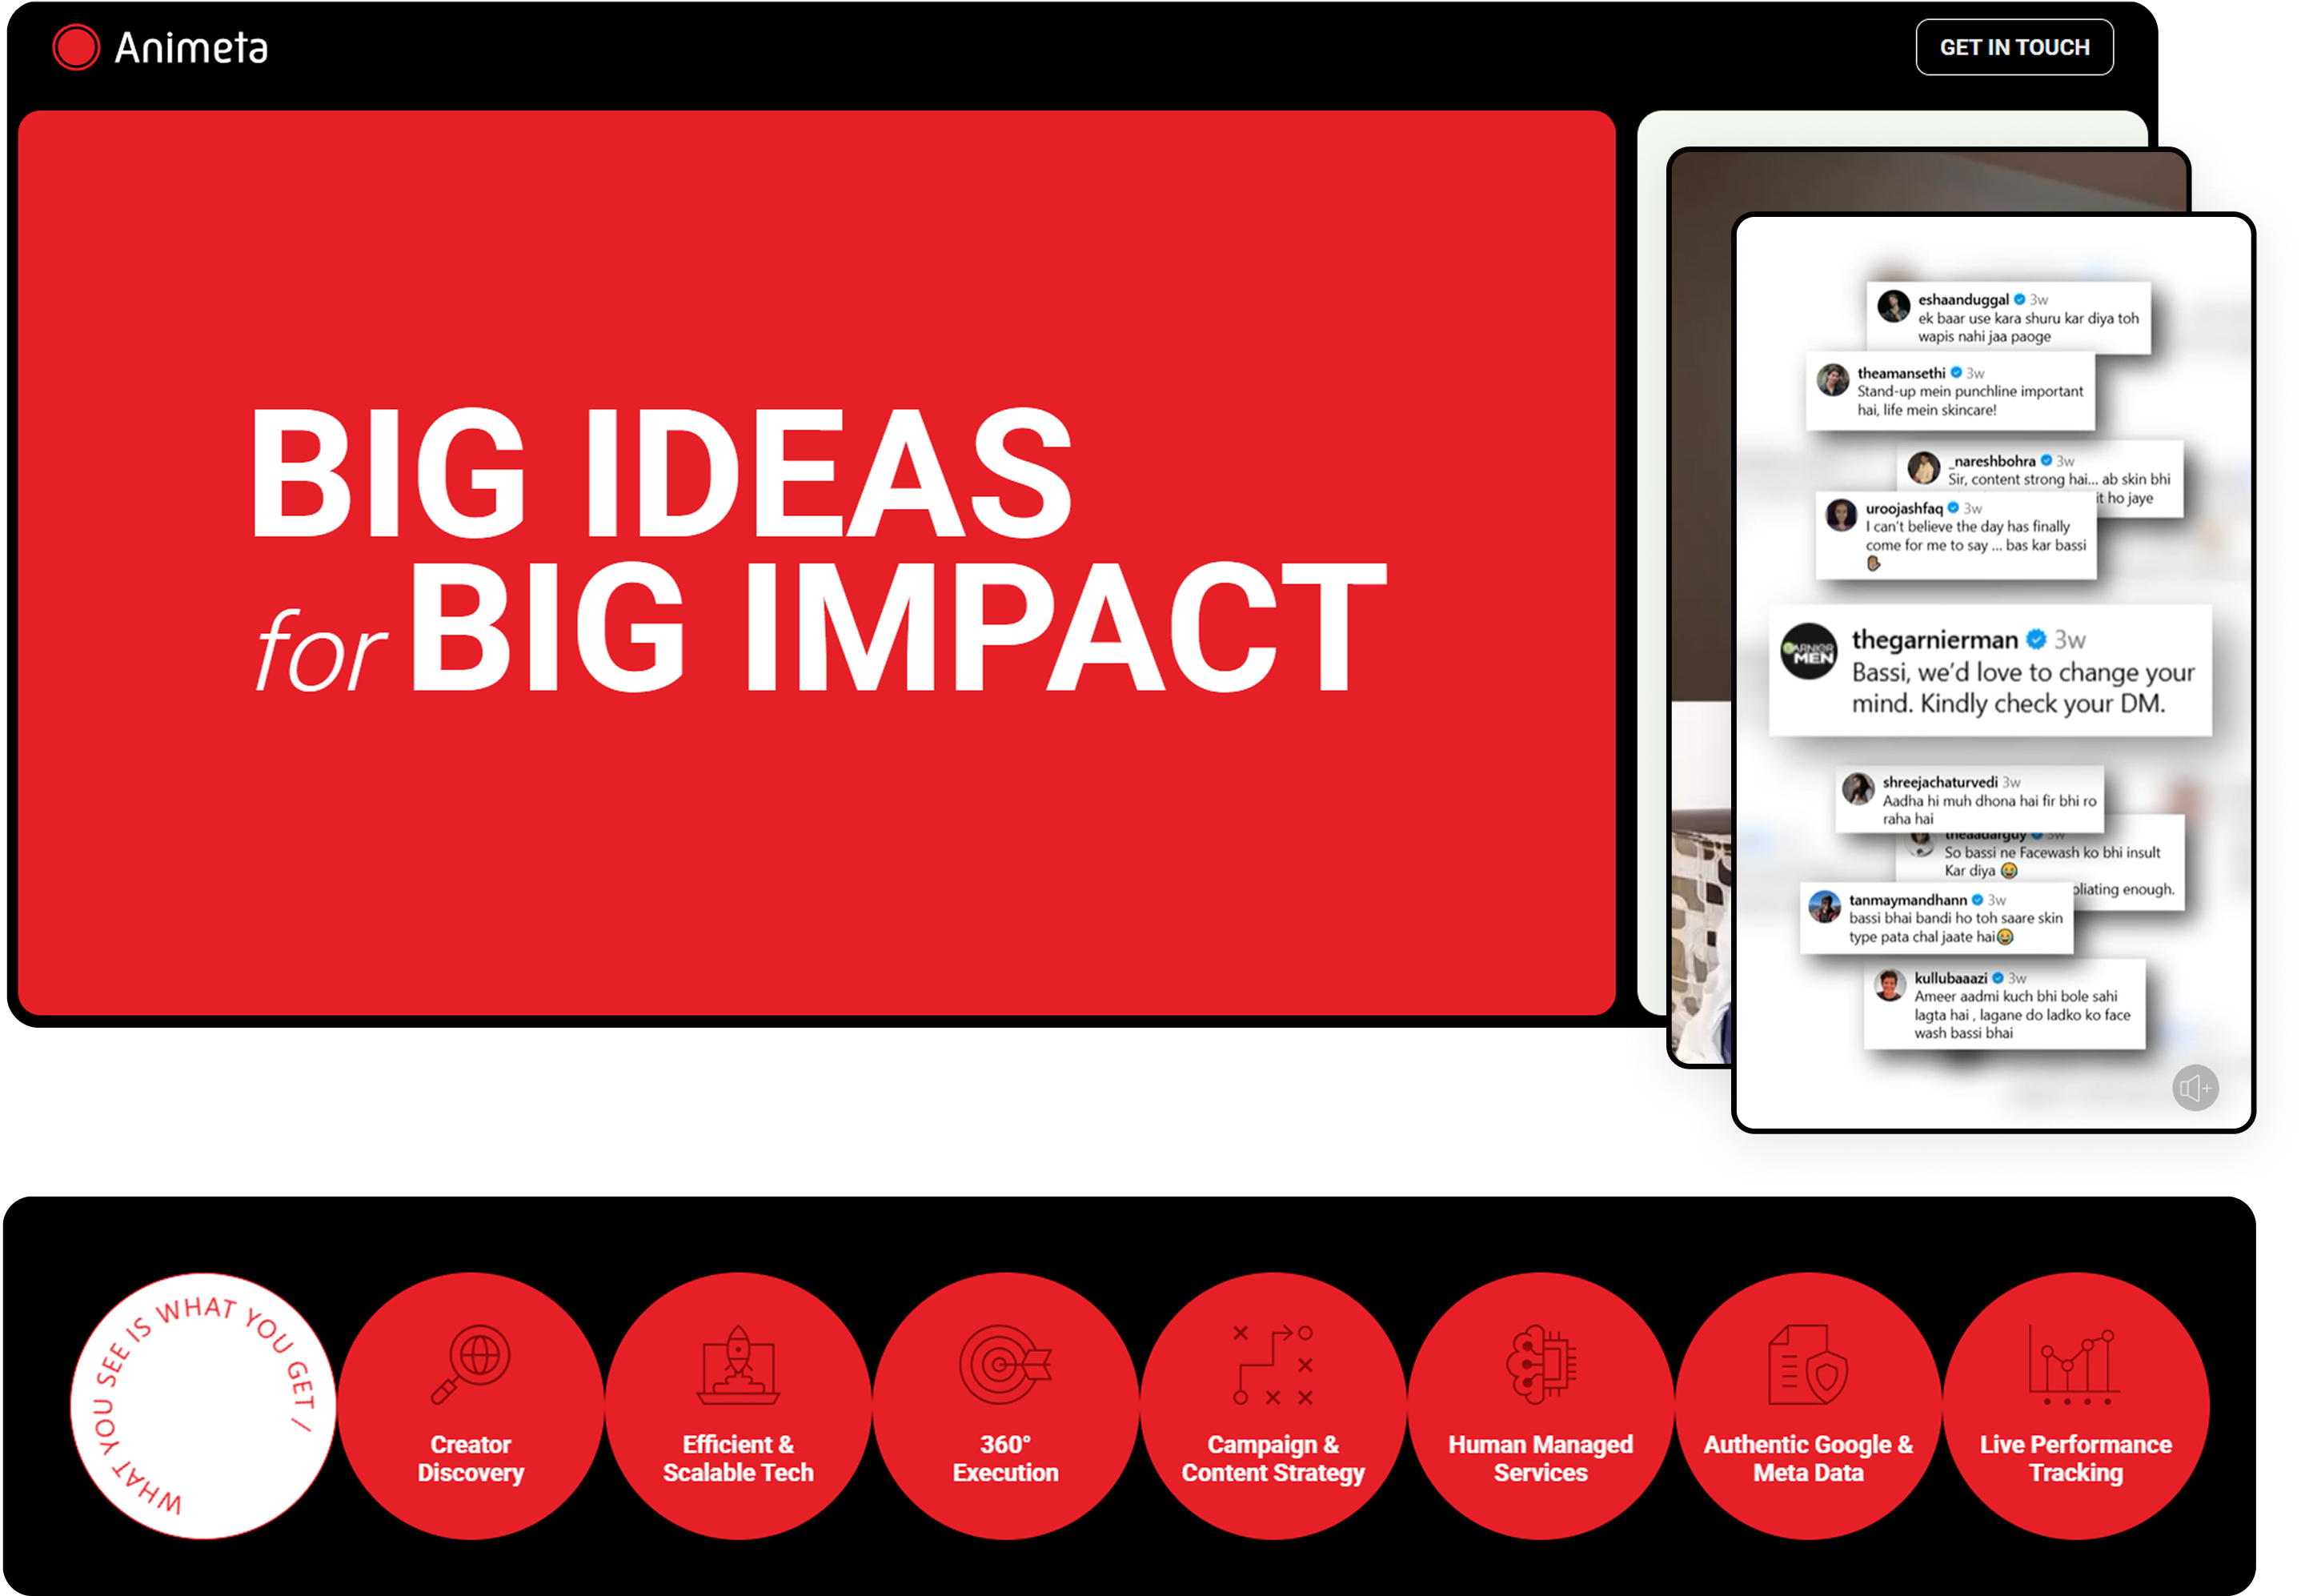 Animeta
GET IN TOUCH
BIG IDEAS
for BIG IMPACT
eshaanduggal 3w
ek baar use kara shuru kar diya toh
wapis nahi jaa paoge
theamansethi 3w
Stand-up mein punchline important
hai, life mein skincare!
_nareshbohra 3w
Sir, content strong hai... ab skin bhi
it ho jaye
uroojashfaq 3w
I can't believe the day has finally
come for me to say ... bas kar bassi
GARNIER
MEN
thegarnierman 3w
Bassi, we'd love to change your
mind. Kindly check your DM.
shreejachaturvedi 3w
Aadha hi muh dhona hai fir bhi ro
raha hai
theaadarguy 3w
So bassi ne Facewash ko bhi insult
Kar diya 😂
oliating enough.
tanmaymandhann 3w
bassi bhai bandi ho toh saare skin
type pata chal jaate hai😂
kullubaaazi 3w
Ameer aadmi kuch bhi bole sahi
lagta hai , lagane do ladko ko face
wash bassi bhai
WHAT YOU SEE IS WHAT YOU GET /
Creator
Discovery
Efficient &
Scalable Tech
360°
Execution
Campaign &
Content Strategy
Human Managed
Services
Authentic Google &
Meta Data
Live Performance
Tracking